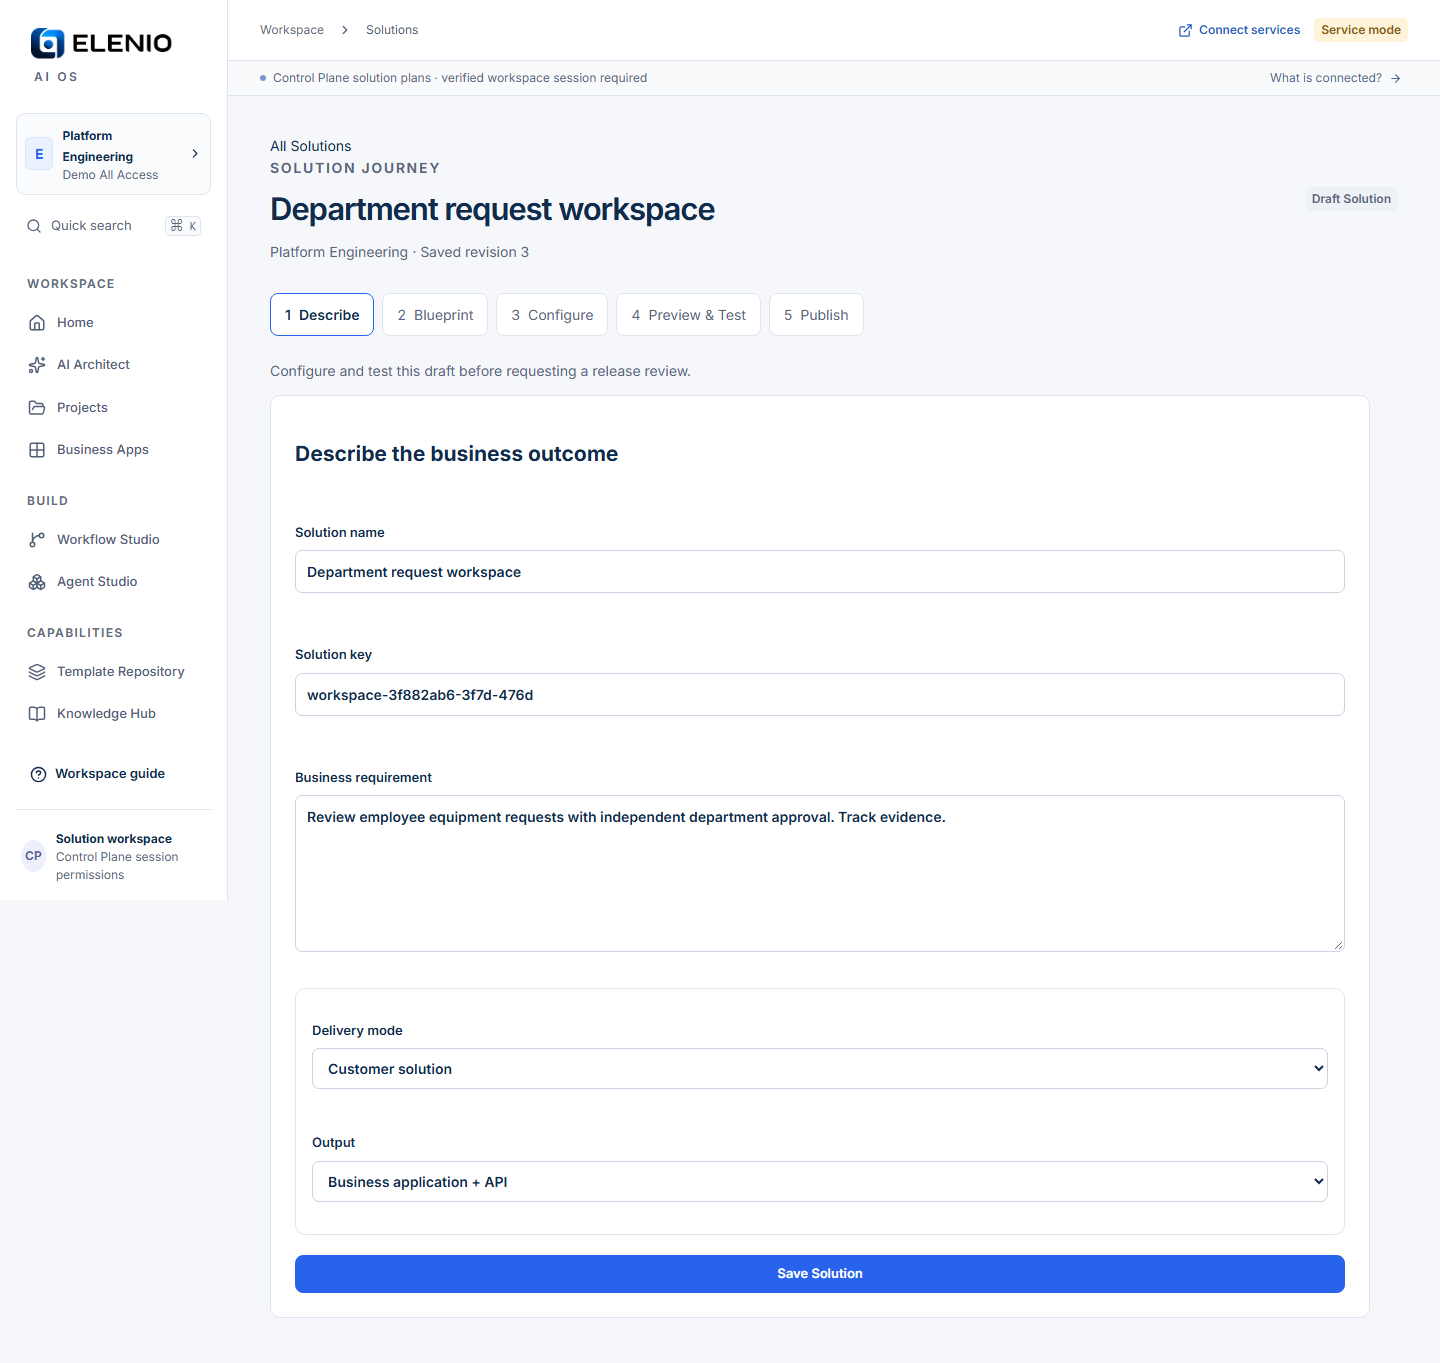 ELENIO
AI OS
Platform
Engineering
E
Demo All Access
Quick search
⌘ K
WORKSPACE
Home
AI Architect
Projects
Business Apps
BUILD
Workflow Studio
Agent Studio
CAPABILITIES
Template Repository
Knowledge Hub
Workspace guide
CP
Solution workspace
Control Plane session
permissions
Workspace
Solutions
Connect services
Service mode
Control Plane solution plans · verified workspace session required
What is connected?
All Solutions
SOLUTION JOURNEY
Department request workspace
Draft Solution
Platform Engineering · Saved revision 3
1 Describe
2 Blueprint
3 Configure
4 Preview & Test
5 Publish
Configure and test this draft before requesting a release review.
Describe the business outcome
Solution name
Department request workspace
Solution key
workspace-3f882ab6-3f7d-476d
Business requirement
Review employee equipment requests with independent department approval. Track evidence.
Delivery mode
Customer solution
Output
Business application + API
Save Solution